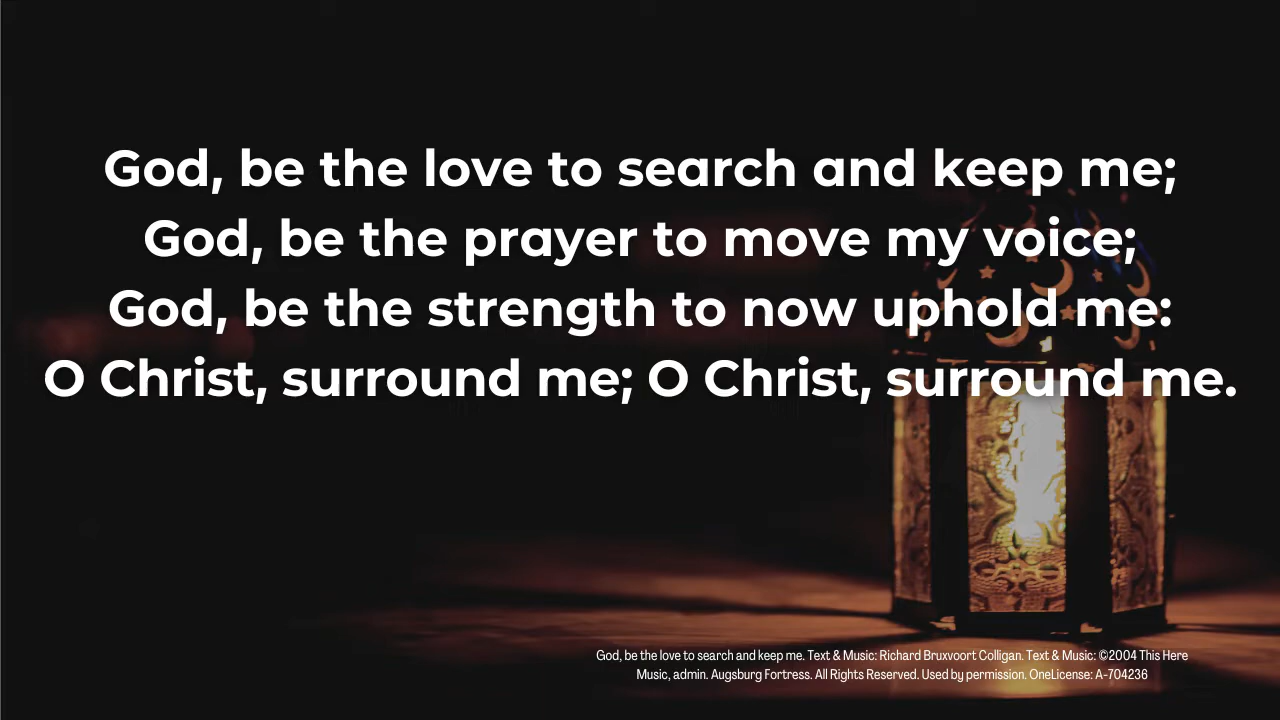 God, be the love to search and keep me;
God, be the prayer to move my voice;
God, be the strength to now uphold me:
O Christ, surround me; O Christ, surround me.
God, be the love to search and keep me. Text & Music: Richard Bruxvoort Colligan. Text & Music: ©2004 This Here
Music, admin. Augsburg Fortress. All Rights Reserved. Used by permission. OneLicense: A-704236